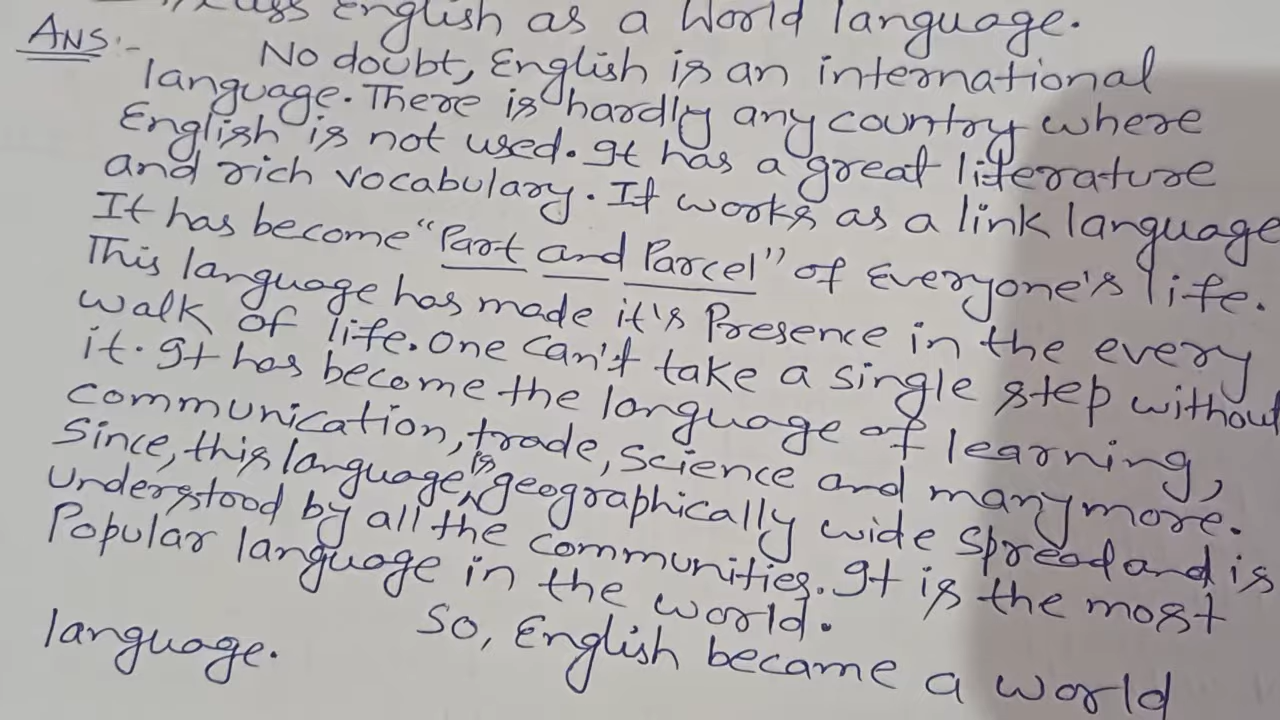 English as a World language.
Ans:- No doubt, English is an international
language. There is hardly any country where
English is not used. It has a great literature
and rich vocabulary. It works as a link language
It has become "Part and Parcel" of Everyone's life.
This language has made it's Presence in the every
walk of life. One can't take a single step without
it. It has become the language of learning,
communication, trade, science and many more.
Since, this language is geographically wide spread and is
understood by all the communities. It is the most
Popular language in the world.
So, English became a world
language.